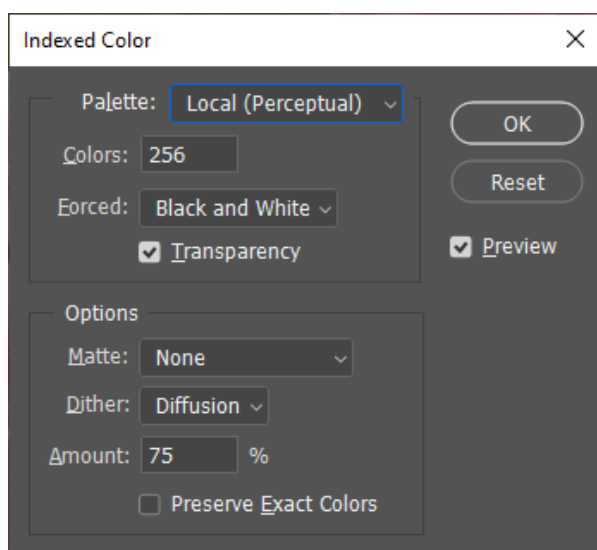 Indexed Color
Palette: Local (Perceptual)
OK
Colors: 256
Reset
Forced: Black and White
Transparency
Preview
Options
Matte: None
Dither: Diffusion
Amount: 75 %
Preserve Exact Colors